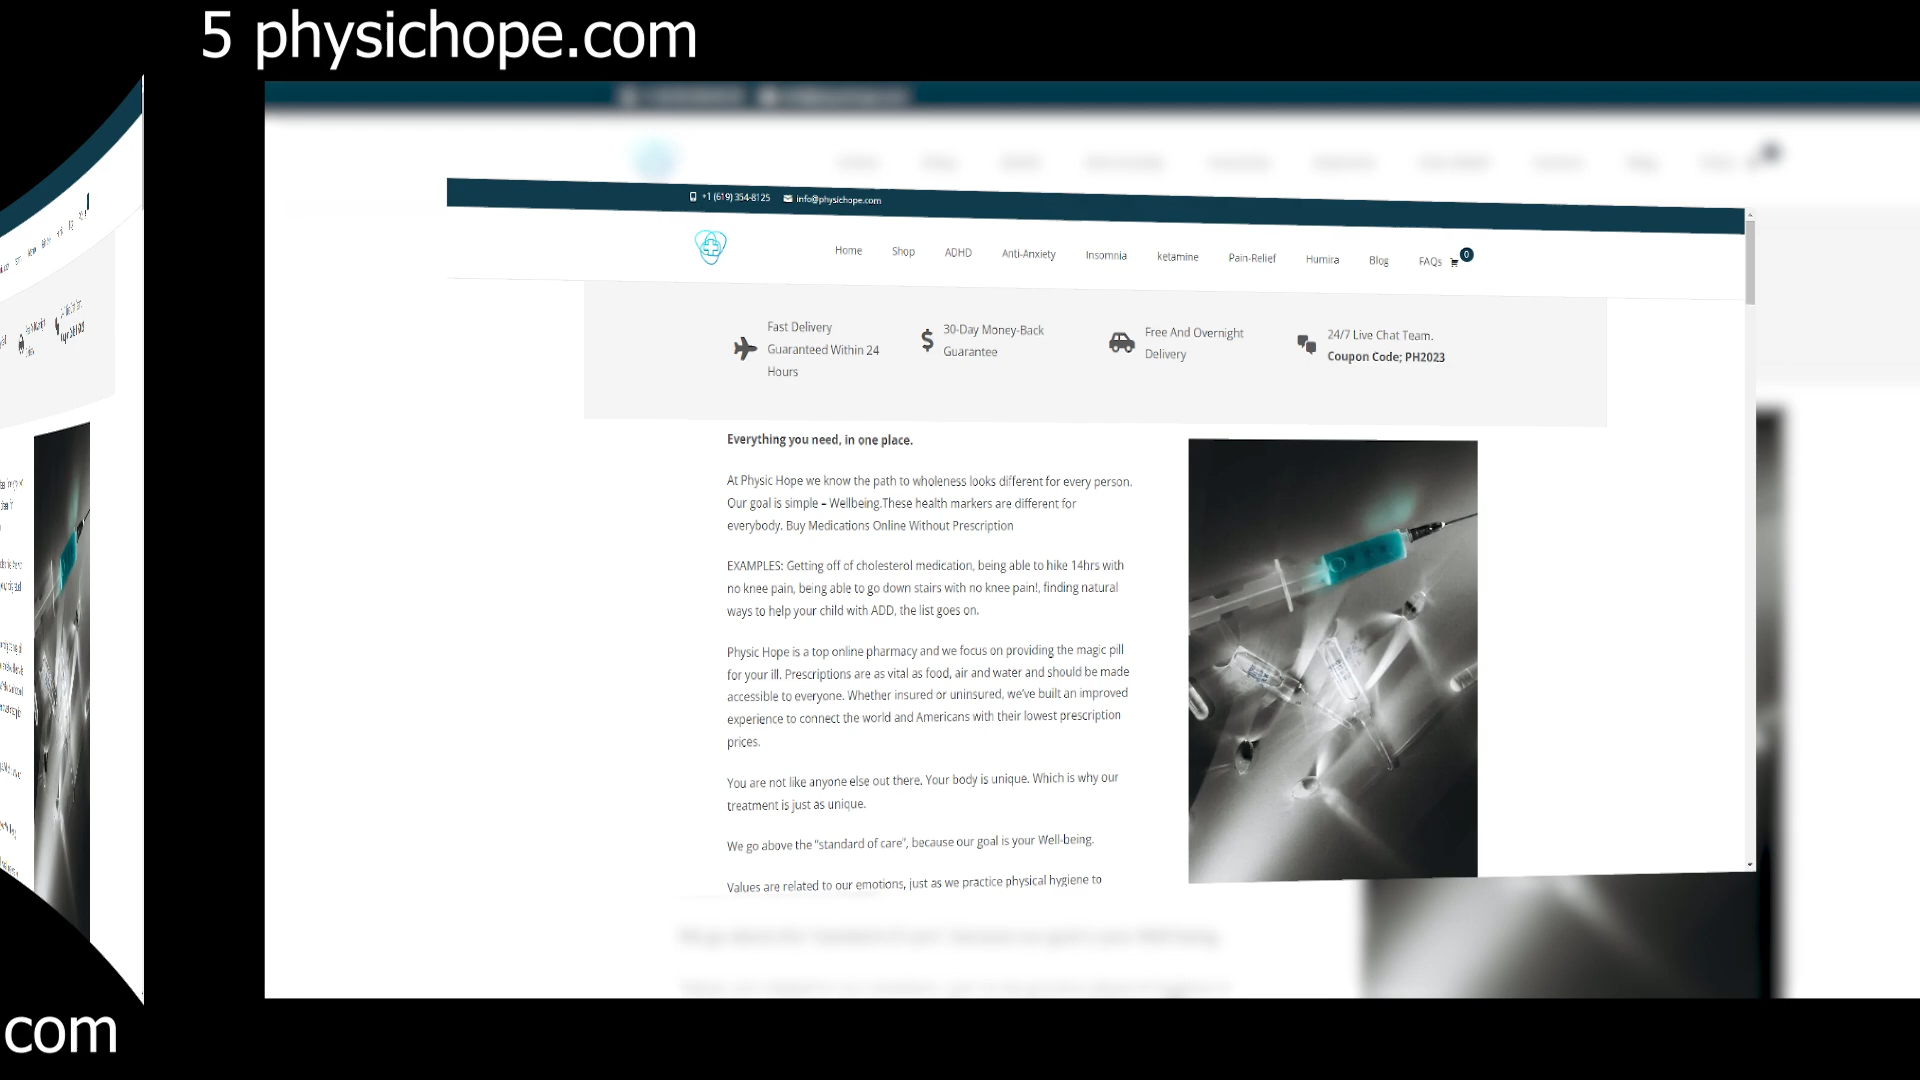 5 physichope.com
+1 (619) 354-8125 info@physichope.com
Home Shop ADHD Anti-Anxiety Insomnia ketamine Pain-Relief Humira Blog FAQs 0
Fast Delivery
Guaranteed Within 24
Hours
30-Day Money-Back
Guarantee
Free And Overnight
Delivery
24/7 Live Chat Team.
Coupon Code; PH2023
Everything you need, in one place.
At Physic Hope we know the path to wholeness looks different for every person.
Our goal is simple – Wellbeing.These health markers are different for
everybody. Buy Medications Online Without Prescription
EXAMPLES: Getting off of cholesterol medication, being able to hike 14hrs with
no knee pain, being able to go down stairs with no knee pain!, finding natural
ways to help your child with ADD, the list goes on.
Physic Hope is a top online pharmacy and we focus on providing the magic pill
for your ill. Prescriptions are as vital as food, air and water and should be made
accessible to everyone. Whether insured or uninsured, we've built an improved
experience to connect the world and Americans with their lowest prescription
prices.
You are not like anyone else out there. Your body is unique. Which is why our
treatment is just as unique.
We go above the "standard of care", because our goal is your Well-being.
Values are related to our emotions, just as we practice physical hygiene to
com